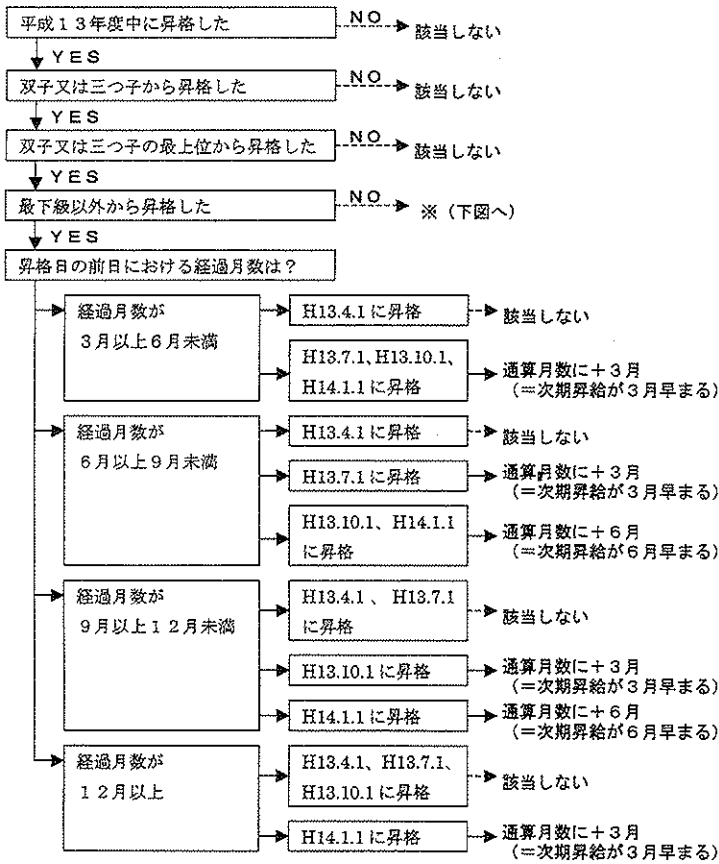 平成１３年度中に昇格した
ＮＯ
該当しない
ＹＥＳ
双子又は三つ子から昇格した
ＮＯ
該当しない
ＹＥＳ
双子又は三つ子の最上位から昇格した
ＮＯ
該当しない
ＹＥＳ
最下級以外から昇格した
ＮＯ
※（下図へ）
ＹＥＳ
昇格日の前日における経過月数は？
経過月数が
３月以上６月未満
H13.4.1に昇格
該当しない
H13.7.1､H13.10.1､
H14.1.1に昇格
通算月数に＋３月
（＝次期昇給が３月早まる）
経過月数が
６月以上９月未満
H13.4.1に昇格
該当しない
H13.7.1に昇格
通算月数に＋３月
（＝次期昇給が３月早まる）
H13.10.1、H14.1.1
に昇格
通算月数に＋６月
（＝次期昇給が６月早まる）
経過月数が
９月以上１２月未満
H13.4.1 、 H13.7.1
に昇格
該当しない
H13.10.1に昇格
通算月数に＋３月
（＝次期昇給が３月早まる）
H14.1.1に昇格
通算月数に＋６月
（＝次期昇給が６月早まる）
経過月数が
１２月以上
H13.4.1、H13.7.1、
H13.10.1に昇格
該当しない
H14.1.1に昇格
通算月数に＋３月
（＝次期昇給が３月早まる）